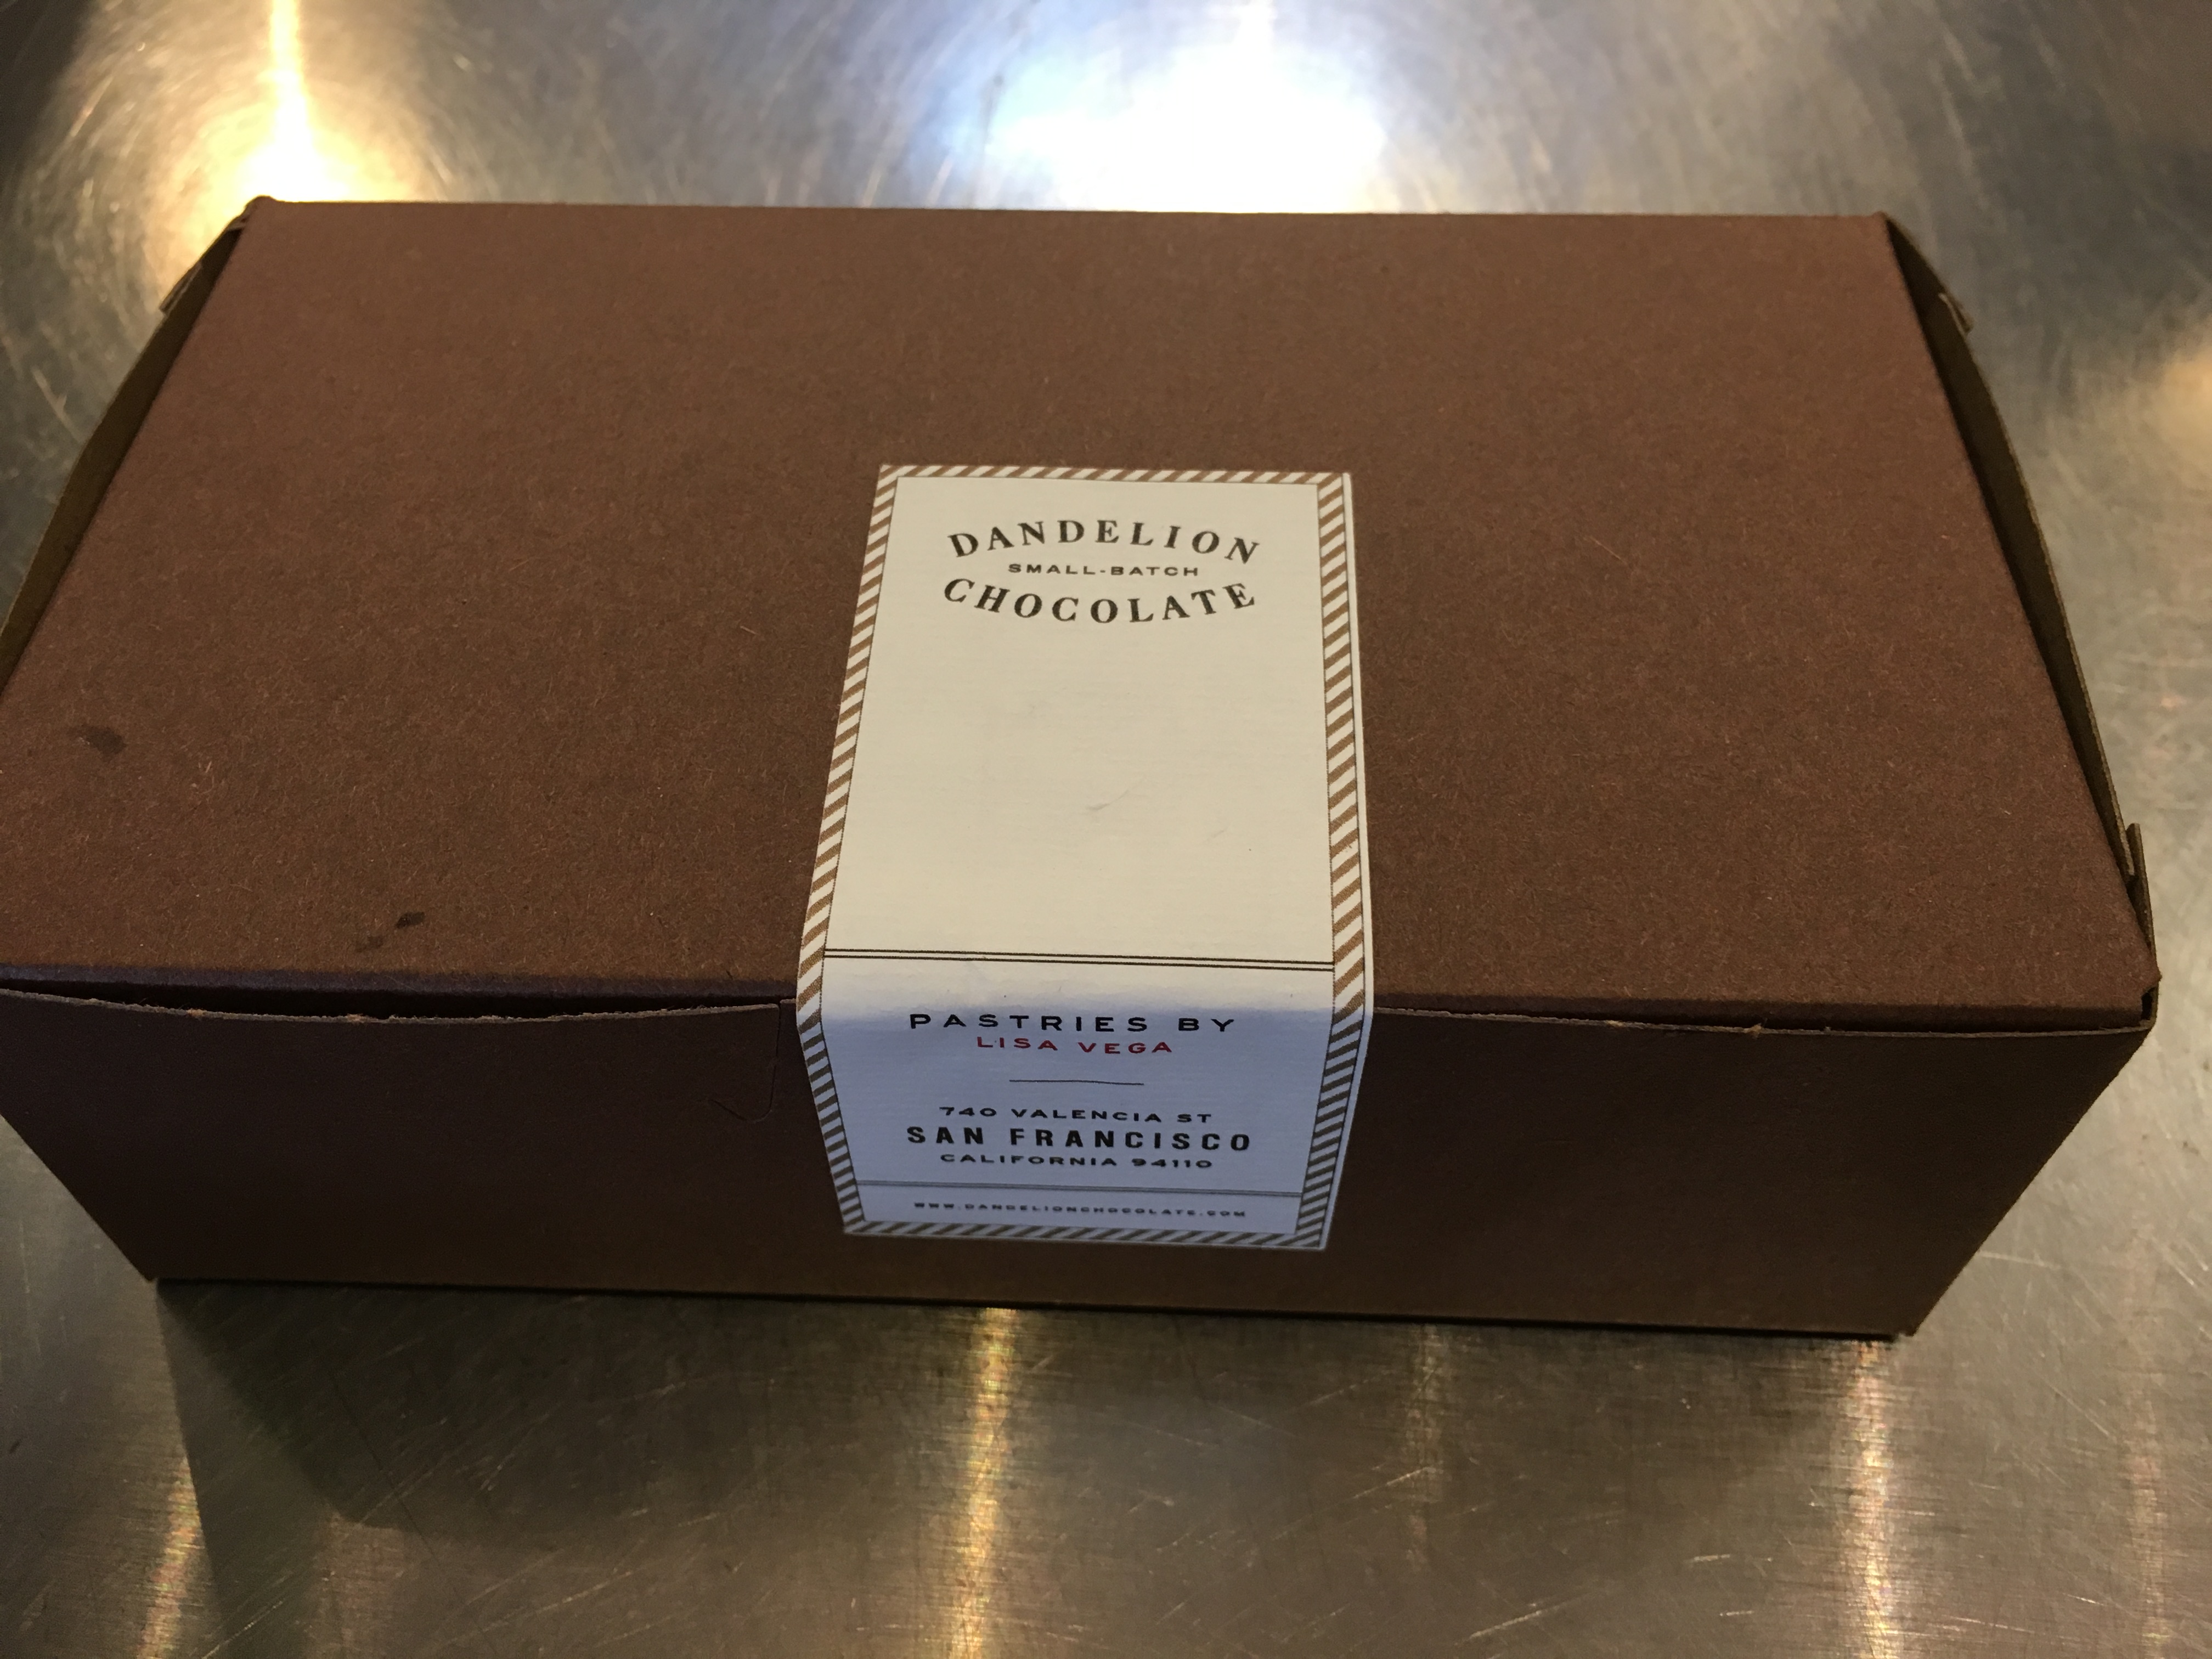 DANDELION
SMALL-BATCH
CHOCOLATE
PASTRIES BY
LISA VEGA
740 VALENCIA ST
SAN FRANCISCO
CALIFORNIA 94110
WWW.DANDELIONCHOCOLATE.COM